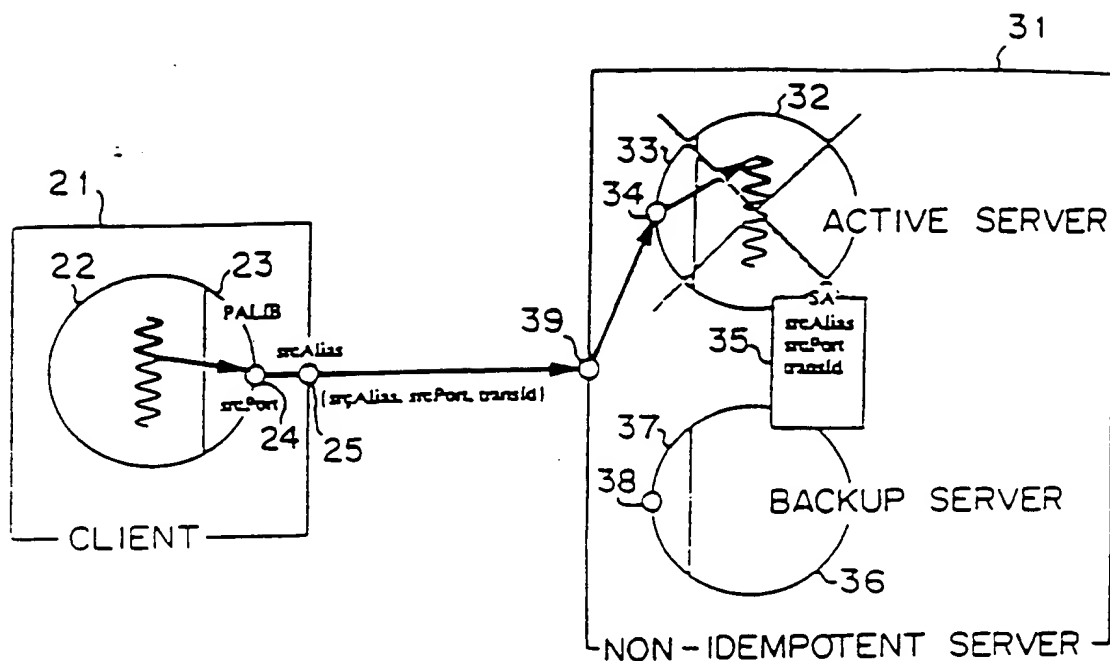 31
32
33
34
ACTIVE SERVER
21
22
23
PALIB
srcAlias
srcPort
24
25
(srcAlias, srcPort, transId)
39
SA
srcAlias
srcPort
transId
35
37
38
BACKUP SERVER
36
CLIENT
NON-IDEMPOTENT SERVER